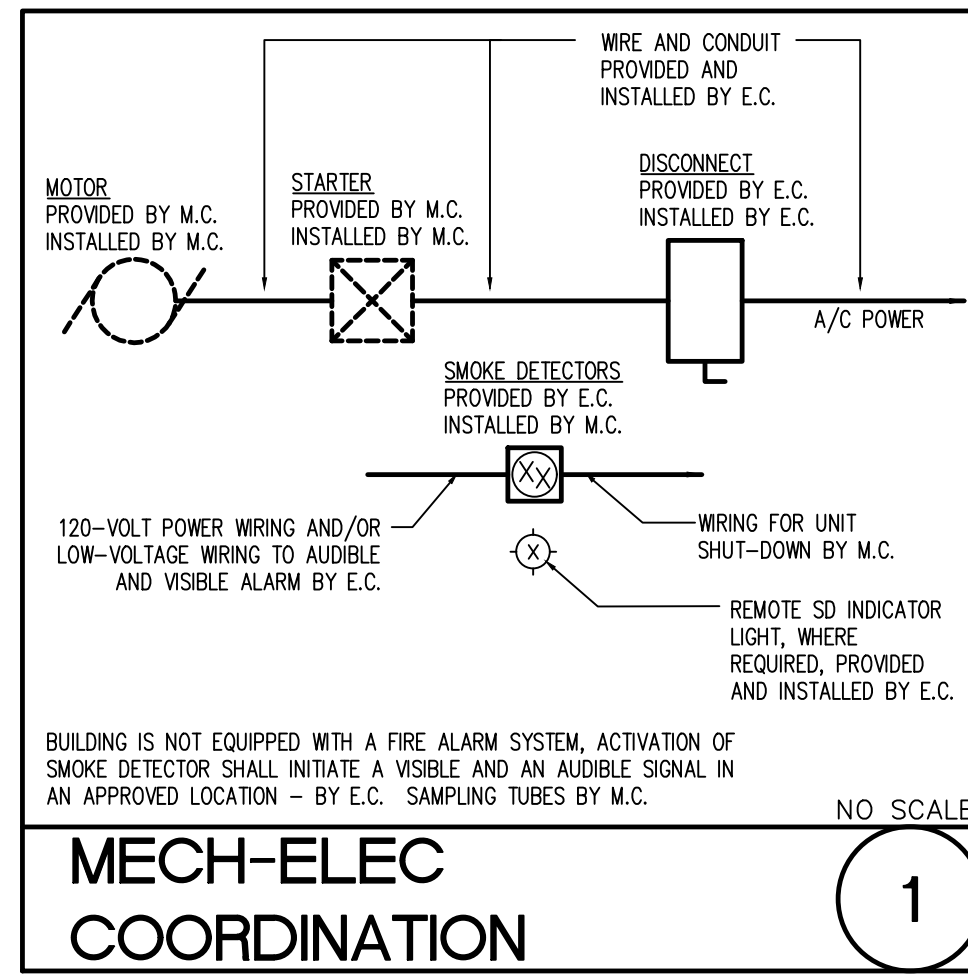 WIRE AND CONDUIT
PROVIDED AND
INSTALLED BY E.C.
MOTOR
PROVIDED BY M.C.
INSTALLED BY M.C.
STARTER
PROVIDED BY M.C.
INSTALLED BY M.C.
DISCONNECT
PROVIDED BY E.C.
INSTALLED BY E.C.
A/C POWER
SMOKE DETECTORS
PROVIDED BY E.C.
INSTALLED BY M.C.
XX
120-VOLT POWER WIRING AND/OR
LOW-VOLTAGE WIRING TO AUDIBLE
AND VISIBLE ALARM BY E.C.
WIRING FOR UNIT
SHUT-DOWN BY M.C.
X
REMOTE SD INDICATOR
LIGHT, WHERE
REQUIRED, PROVIDED
AND INSTALLED BY E.C.
BUILDING IS NOT EQUIPPED WITH A FIRE ALARM SYSTEM, ACTIVATION OF
SMOKE DETECTOR SHALL INITIATE A VISIBLE AND AN AUDIBLE SIGNAL IN
AN APPROVED LOCATION – BY E.C. SAMPLING TUBES BY M.C.
NO SCALE
MECH-ELEC
COORDINATION
1